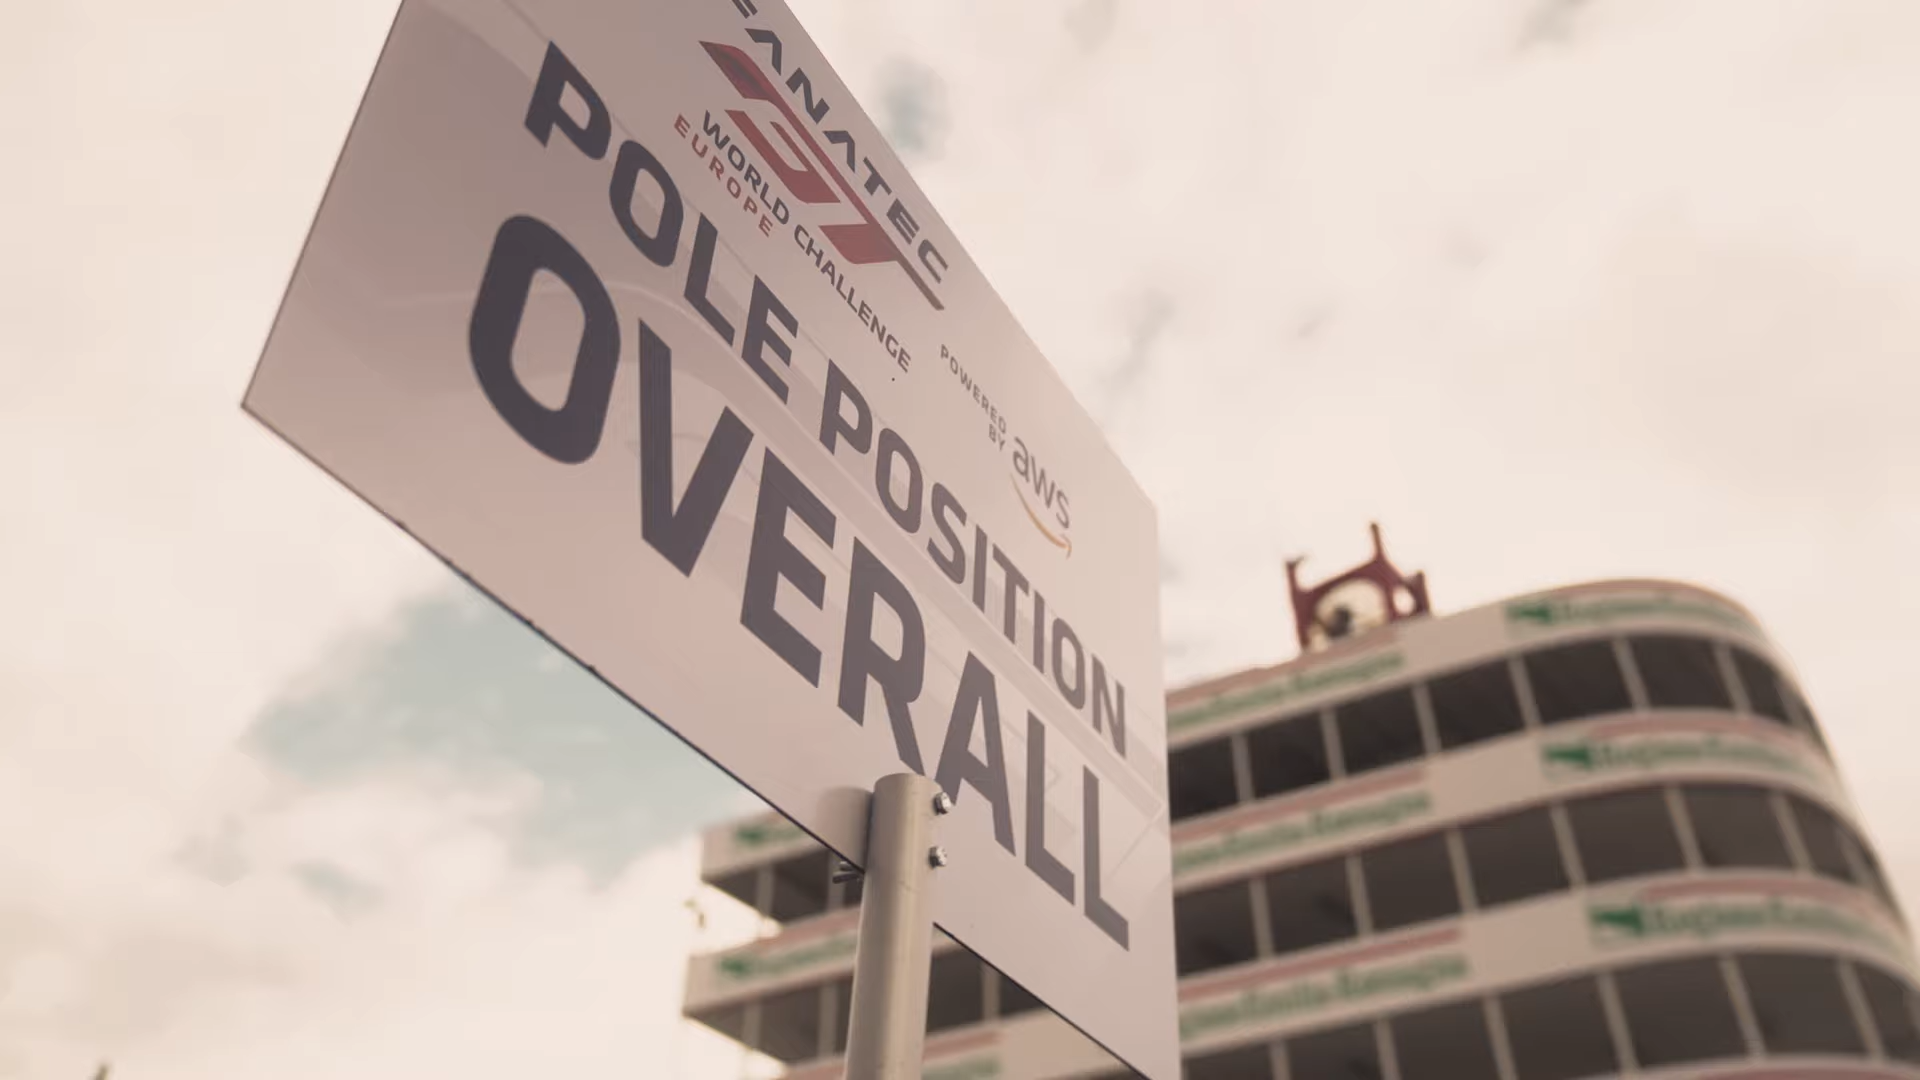 FANATEC
GT
WORLD CHALLENGE
EUROPE
POWERED
BY
aws
POLE POSITION
OVERALL